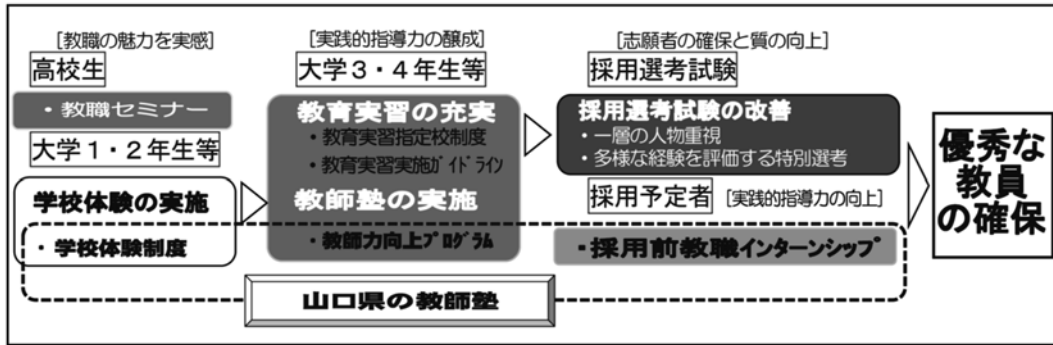 [教職の魅力を実感]
高校生
・教職セミナー
大学1・2年生等
学校体験の実施
・学校体験制度
[実践的指導力の醸成]
大学3・4年生等
教育実習の充実
・教育実習指定校制度
・教育実習実施ガイドライン
教師塾の実施
・教師力向上プログラム
[志願者の確保と質の向上]
採用選考試験
採用選考試験の改善
・一層の人物重視
・多様な経験を評価する特別選考
採用予定者 [実践的指導力の向上]
・採用前教職インターンシップ
優秀な
教員
の確保
山口県の教師塾